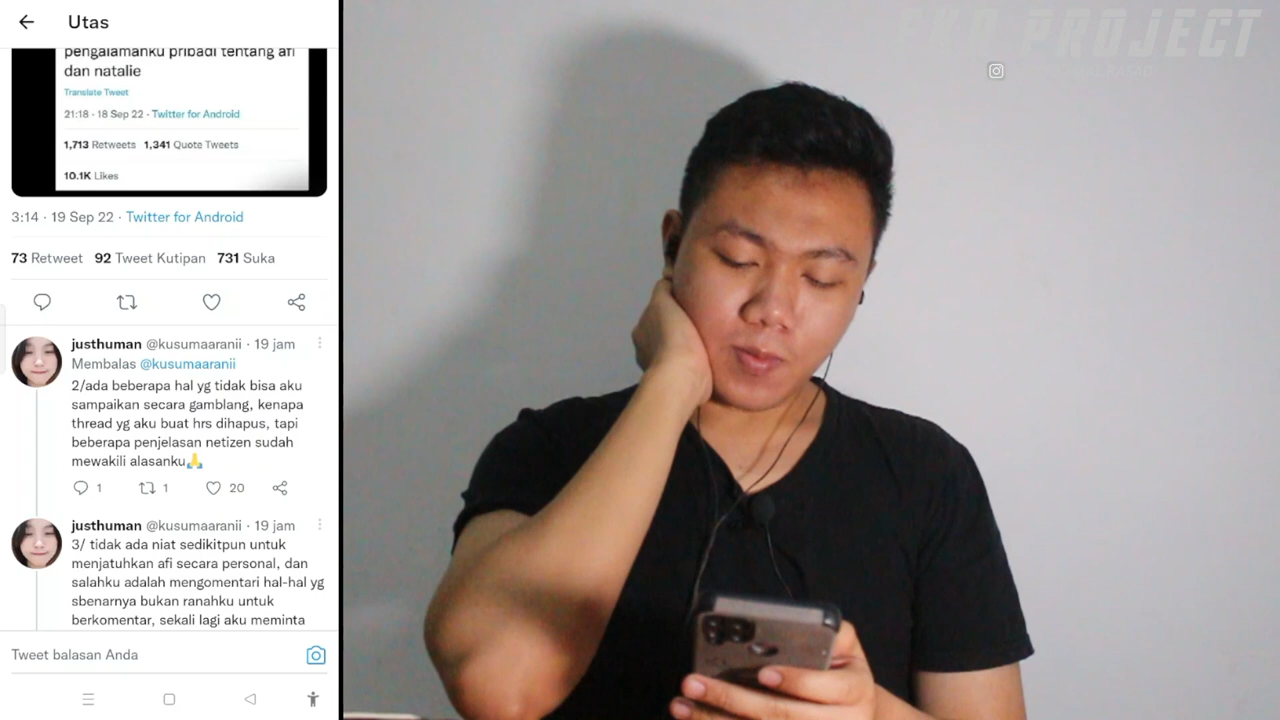 Utas
pengalamanku pribadi tentang afi
dan natalie
Translate Tweet
21:18 · 18 Sep 22 · Twitter for Android
1,713 Retweets 1,341 Quote Tweets
10.1K Likes
3:14 · 19 Sep 22 · Twitter for Android
73 Retweet 92 Tweet Kutipan 731 Suka
justhuman @kusumaaranii · 19 jam
Membalas @kusumaaranii
2/ada beberapa hal yg tidak bisa aku
sampaikan secara gamblang, kenapa
thread yg aku buat hrs dihapus, tapi
beberapa penjelasan netizen sudah
mewakili alasanku🙏
1 1 20
justhuman @kusumaaranii · 19 jam
3/ tidak ada niat sedikitpun untuk
menjatuhkan afi secara personal, dan
salahku adalah mengomentari hal-hal yg
sbenarnya bukan ranahku untuk
berkomentar, sekali lagi aku meminta
Tweet balasan Anda
PROJECT